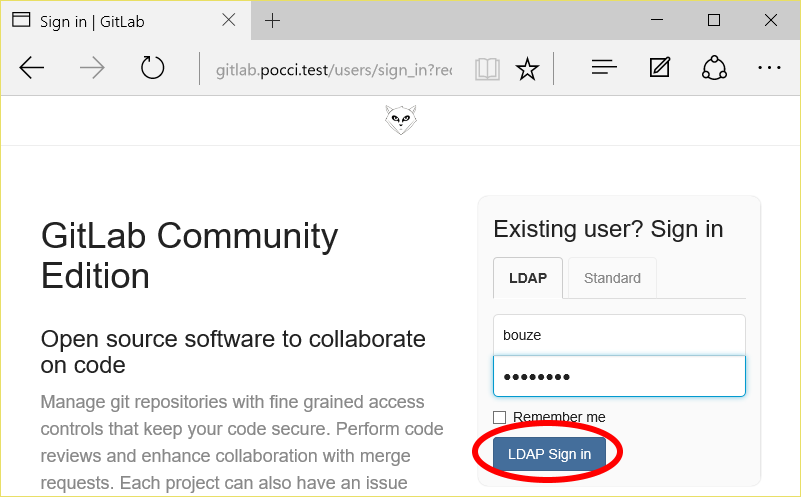 Sign in | GitLab
gitlab.pocci.test/users/sign_in?rec
GitLab Community
Edition
Open source software to collaborate
on code
Manage git repositories with fine grained access
controls that keep your code secure. Perform code
reviews and enhance collaboration with merge
requests. Each project can also have an issue
Existing user? Sign in
LDAP Standard
bouze
●●●●●●●●
Remember me
LDAP Sign in